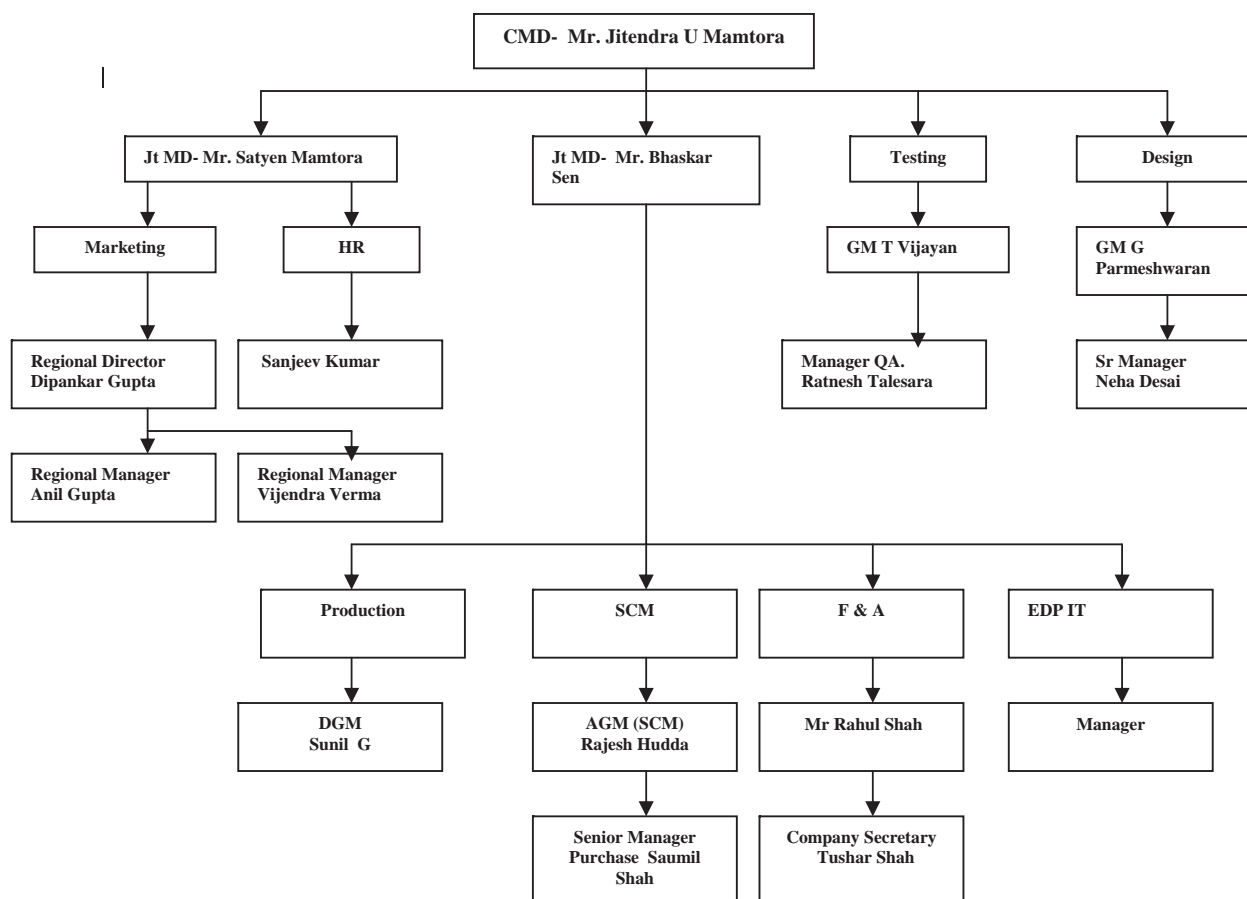 CMD- Mr. Jitendra U Mamtora
Jt MD- Mr. Satyen Mamtora
Jt MD- Mr. Bhaskar
Sen
Testing
Design
Marketing
HR
GM T Vijayan
GM G
Parmeshwaran
Regional Director
Dipankar Gupta
Sanjeev Kumar
Manager QA.
Ratnesh Talesara
Sr Manager
Neha Desai
Regional Manager
Anil Gupta
Regional Manager
Vijendra Verma
Production
SCM
F & A
EDP IT
DGM
Sunil G
AGM (SCM)
Rajesh Hudda
Mr Rahul Shah
Manager
Senior Manager
Purchase Saumil
Shah
Company Secretary
Tushar Shah